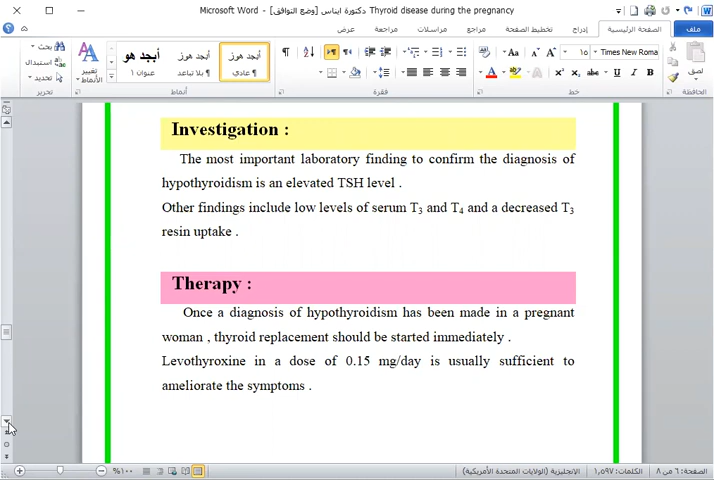 Microsoft Word - [وضع التوافق] دكتورة ايناس Thyroid disease during the pregnancy
ملف
الصفحة الرئيسية
إدراج
تخطيط الصفحة
مراجع
مراسلات
مراجعة
عرض
لصق
الحافظة
Times New Roma
١٥
خط
فقرة
أبجد هوز
¶ عادي
أبجد هوز
¶ بلا تباعد
أبجد هو
عنوان ١
تغيير الأنماط
أنماط
بحث
استبدال
تحديد
تحرير
Investigation :
The most important laboratory finding to confirm the diagnosis of
hypothyroidism is an elevated TSH level .
Other findings include low levels of serum T3 and T4 and a decreased T3
resin uptake .
Therapy :
Once a diagnosis of hypothyroidism has been made in a pregnant
woman , thyroid replacement should be started immediately .
Levothyroxine in a dose of 0.15 mg/day is usually sufficient to
ameliorate the symptoms .
الصفحة: ٦ من ٨
الكلمات: ١,٥٩٧
الانجليزية (الولايات المتحدة الأمريكية)
٪١٠٠